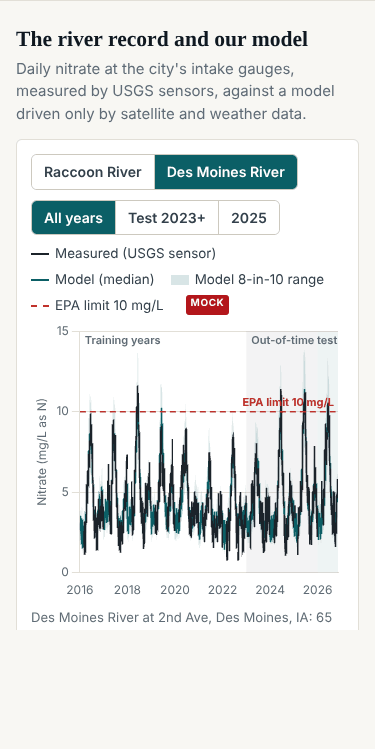 The river record and our model
Daily nitrate at the city's intake gauges,
measured by USGS sensors, against a model
driven only by satellite and weather data.
Raccoon River
Des Moines River
All years
Test 2023+
2025
Measured (USGS sensor)
Model (median)
Model 8-in-10 range
EPA limit 10 mg/L
MOCK
15
Training years
Out-of-time test
EPA limit 10 mg/L
10
Nitrate (mg/L as N)
5
0
2016 2018 2020 2022 2024 2026
Des Moines River at 2nd Ave, Des Moines, IA: 65